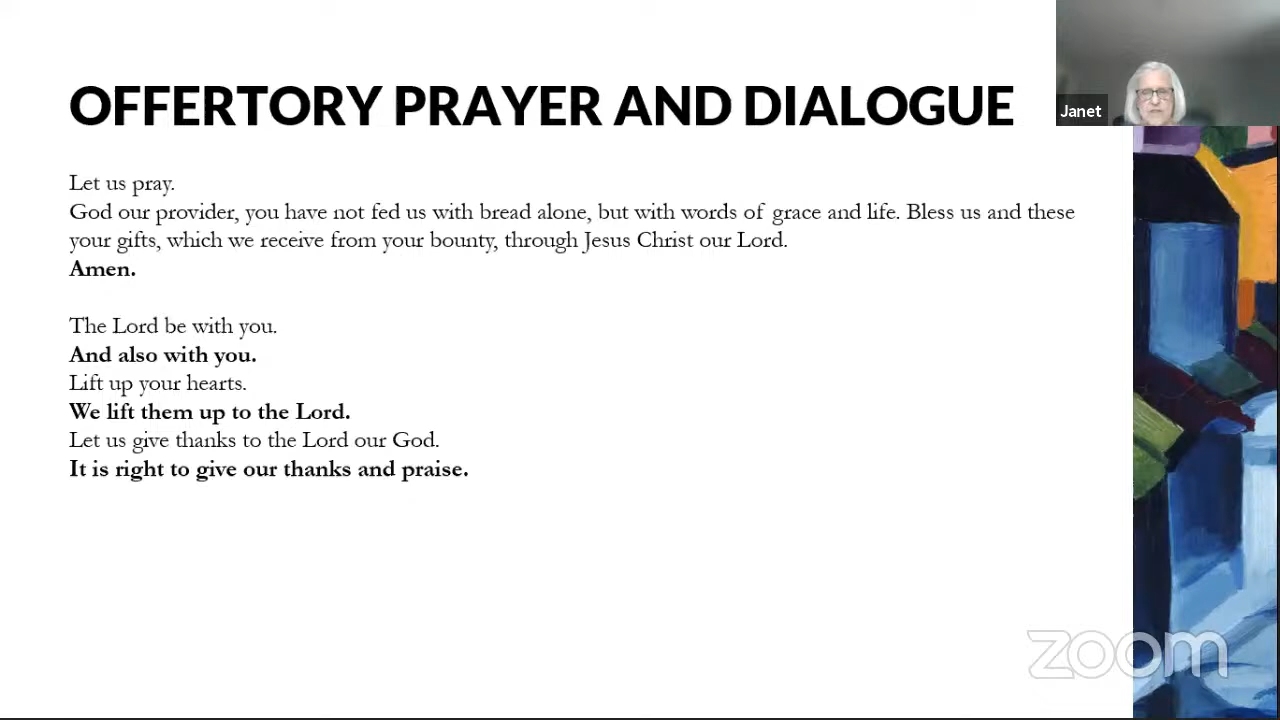 OFFERTORY PRAYER AND DIALOGUE
Janet
Let us pray.
God our provider, you have not fed us with bread alone, but with words of grace and life. Bless us and these
your gifts, which we receive from your bounty, through Jesus Christ our Lord.
Amen.
The Lord be with you.
And also with you.
Lift up your hearts.
We lift them up to the Lord.
Let us give thanks to the Lord our God.
It is right to give our thanks and praise.
zoom